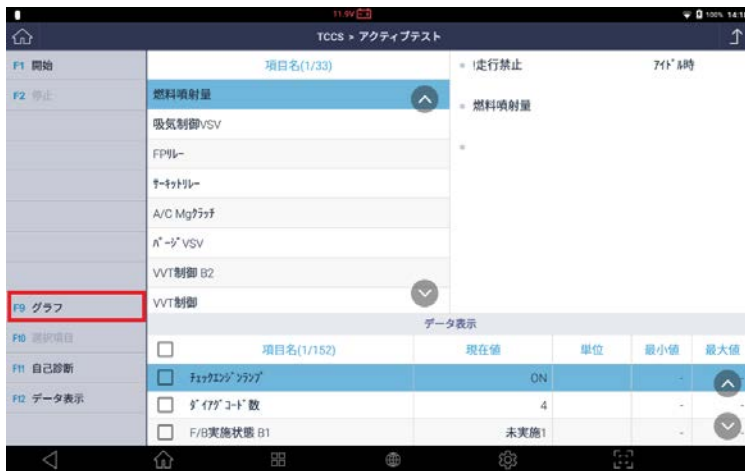 11.9V
100% 14:1
TCCS > アクティブテスト
F1 開始
F2 停止
F9 グラフ
F10 選択項目
F11 自己診断
F12 データ表示
項目名(1/33)
燃料噴射量
吸気制御VSV
FPﾘﾚｰ
ｻｰｷｯﾄﾘﾚｰ
A/C Mgｸﾗｯﾁ
ﾊﾟｰｼﾞVSV
VVT制御 B2
VVT制御
!走行禁止 ｱｲﾄﾞﾙ時
燃料噴射量
データ表示
項目名(1/152) 現在値 単位 最小値 最大値
ﾁｪｯｸｴﾝｼﾞﾝﾗﾝﾌﾟ ON - -
ﾀﾞｲｱｸﾞｺｰﾄﾞ数 4 - -
F/B実施状態 B1 未実施1 - -